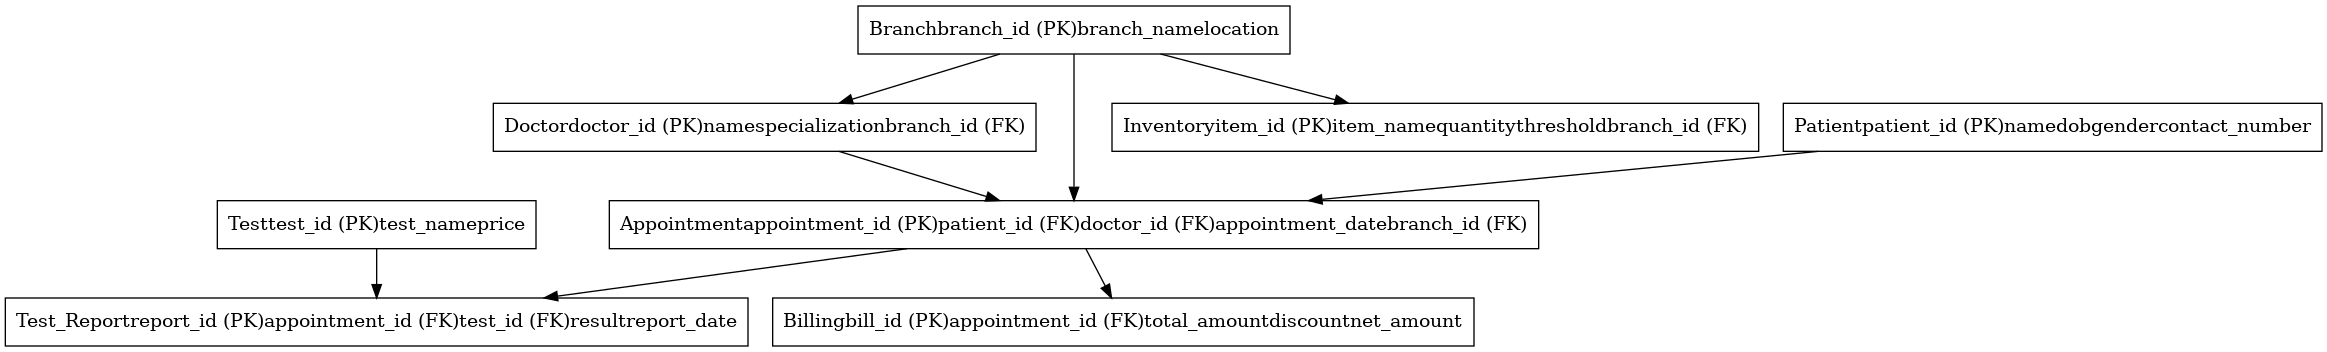 Branchbranch_id (PK)branch_namelocation
Doctordoctor_id (PK)namespecializationbranch_id (FK)
Inventoryitem_id (PK)item_namequantitythresholdbranch_id (FK)
Patientpatient_id (PK)namedobgendercontact_number
Testtest_id (PK)test_nameprice
Appointmentappointment_id (PK)patient_id (FK)doctor_id (FK)appointment_datebranch_id (FK)
Test_Reportreport_id (PK)appointment_id (FK)test_id (FK)resultreport_date
Billingbill_id (PK)appointment_id (FK)total_amountdiscountnet_amount